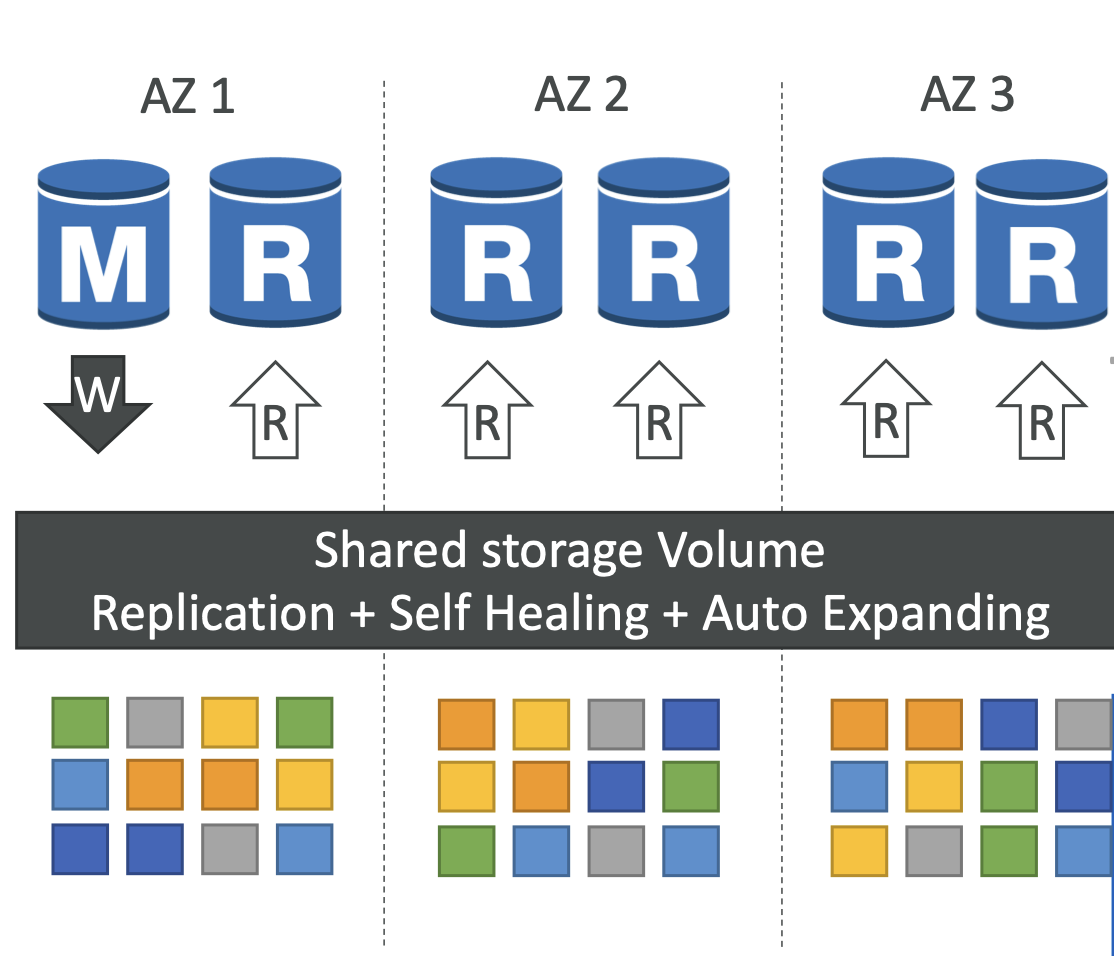 AZ 1
AZ 2
AZ 3
M
R
R
R
R
R
W
R
R
R
R
R
Shared storage Volume
Replication + Self Healing + Auto Expanding